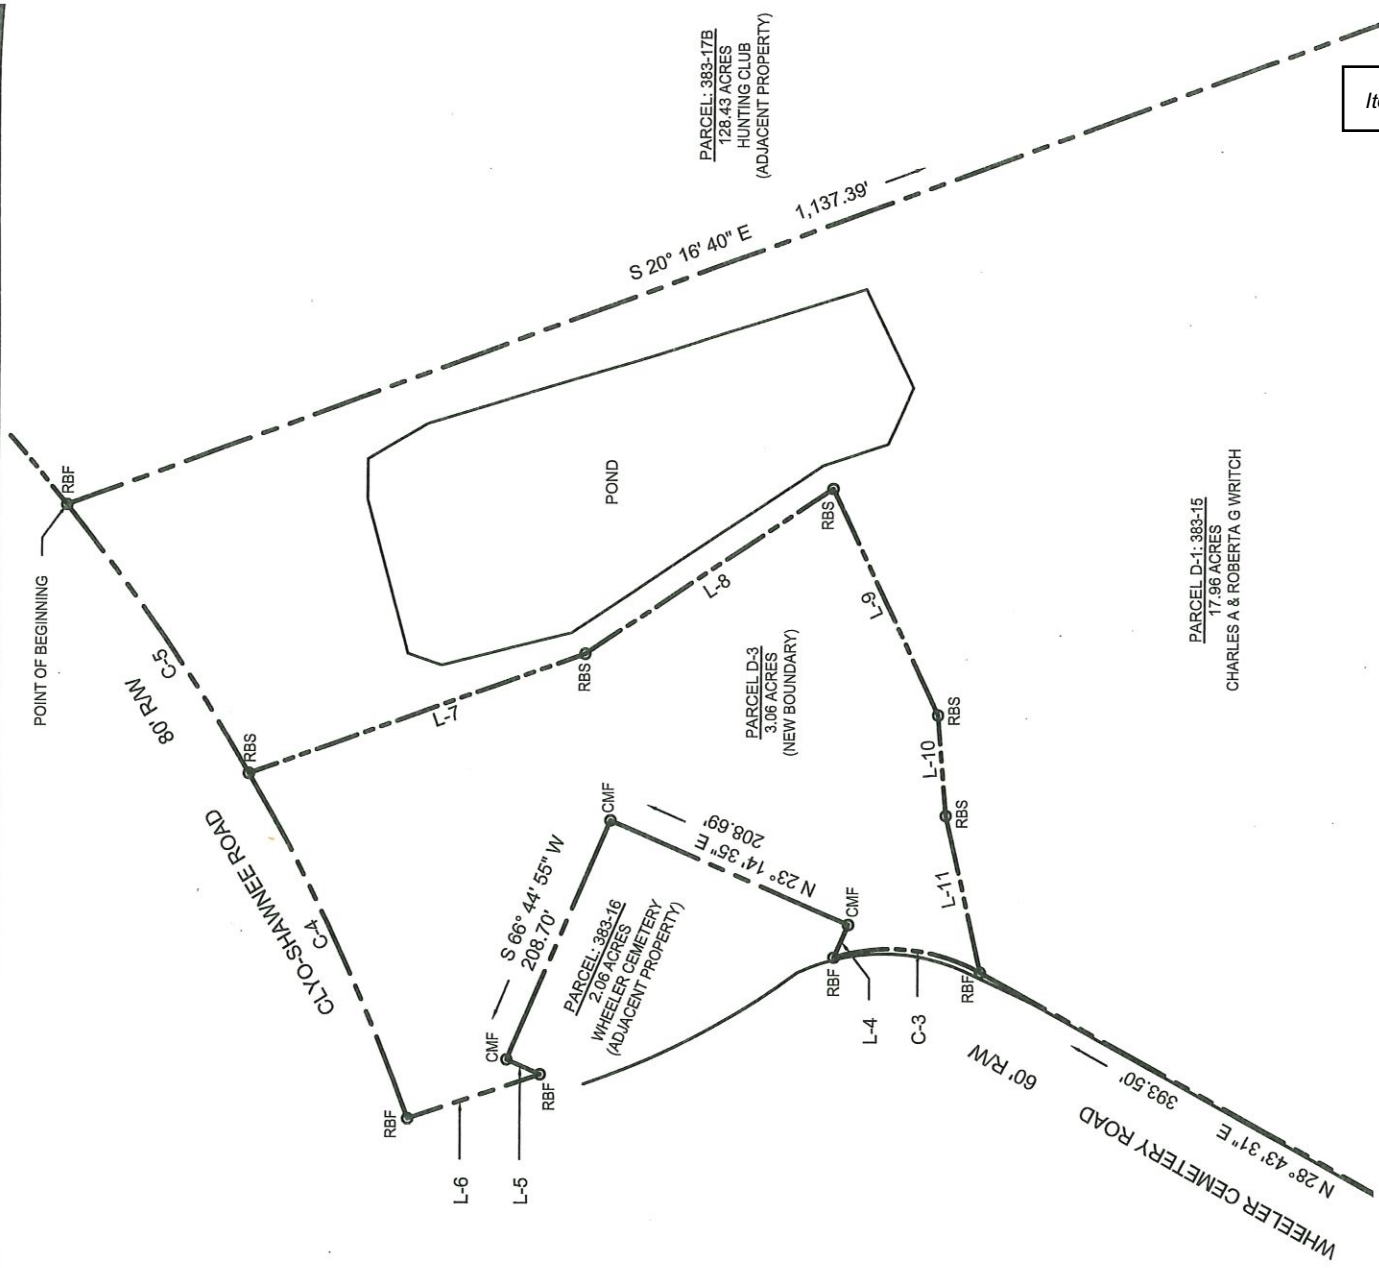 PARCEL: 383-17B
128.43 ACRES
HUNTING CLUB
(ADJACENT PROPERTY)
S 20° 16' 40" E
1,137.39'
POINT OF BEGINNING
RBF
80' R/W
C-5
RBS
CLYO-SHAWNEE ROAD
C-4
L-7
POND
RBS
L-8
RBS
L-9
PARCEL D-3
3.06 ACRES
(NEW BOUNDARY)
RBS
L-10
RBS
L-11
PARCEL D-1: 383-15
17.96 ACRES
CHARLES A & ROBERTA G WRITCH
CMF
S 66° 44' 55" W
208.70'
N 23° 14' 35" E
208.69'
PARCEL: 383-16
2.06 ACRES
WHEELER CEMETERY
(ADJACENT PROPERTY)
CMF
RBF
RBF
L-6
L-5
CMF
RBF
L-4
C-3
RBF
60' R/W
393.50'
N 28° 43' 31" E
WHEELER CEMETERY ROAD